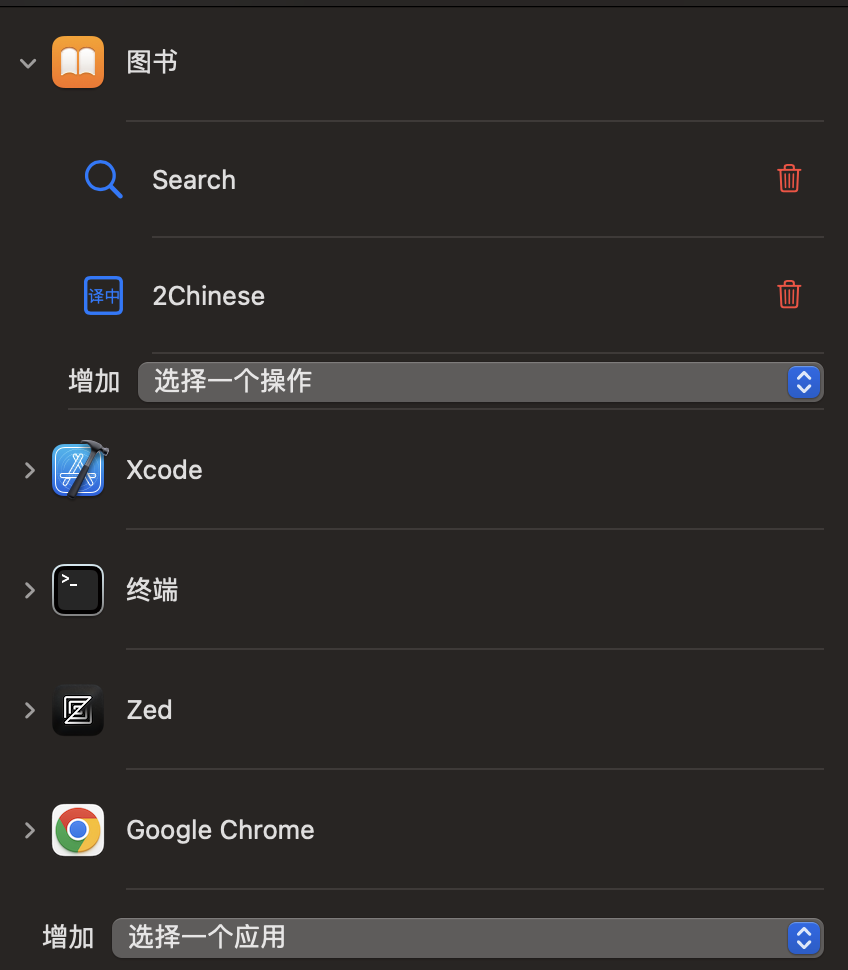 图书
Search
译中 2Chinese
增加 选择一个操作
Xcode
>_ 终端
Zed
Google Chrome
增加 选择一个应用